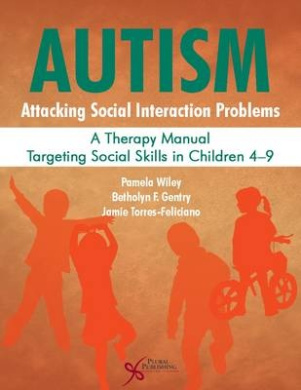 AUTISM
Attacking Social Interaction Problems
A Therapy Manual
Targeting Social Skills in Children 4–9
Pamela Wiley
Betholyn F. Gentry
Jamie Torres-Feliciano
PLURAL
PUBLISHING